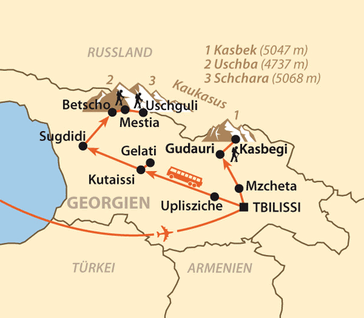 RUSSLAND
1 Kasbek (5047 m)
2 Uschba (4737 m)
3 Schchara (5068 m)
2
3
Kaukasus
Betscho
Uschguli
Mestia
1
Sugdidi
Gudauri
Kasbegi
Gelati
Kutaissi
Mzcheta
Uplisziche
GEORGIEN
TBILISSI
TÜRKEI
ARMENIEN